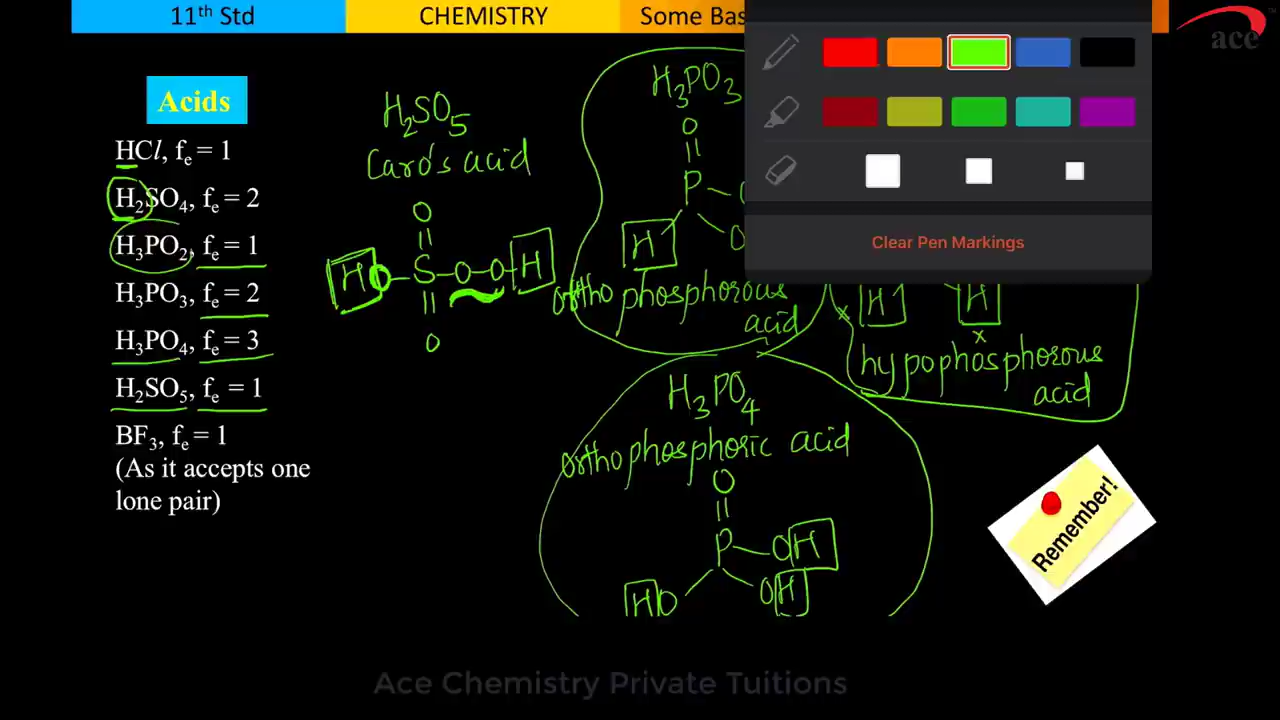 11th Std
CHEMISTRY
Some Bas
ace
Acids
HCl, fe = 1
H2SO4, fe = 2
H3PO2, fe = 1
H3PO3, fe = 2
H3PO4, fe = 3
H2SO5, fe = 1
BF3, fe = 1
(As it accepts one
lone pair)
H2SO5
Caro's acid
O
HO S O O H
O
H3PO3
O
P
H
Orthophosphorous
acid
Clear Pen Markings
H H
x x
hypophosphorous
acid
H3PO4
Orthophosphoric acid
O
P OH
HO OH
Remember!
Ace Chemistry Private Tuitions